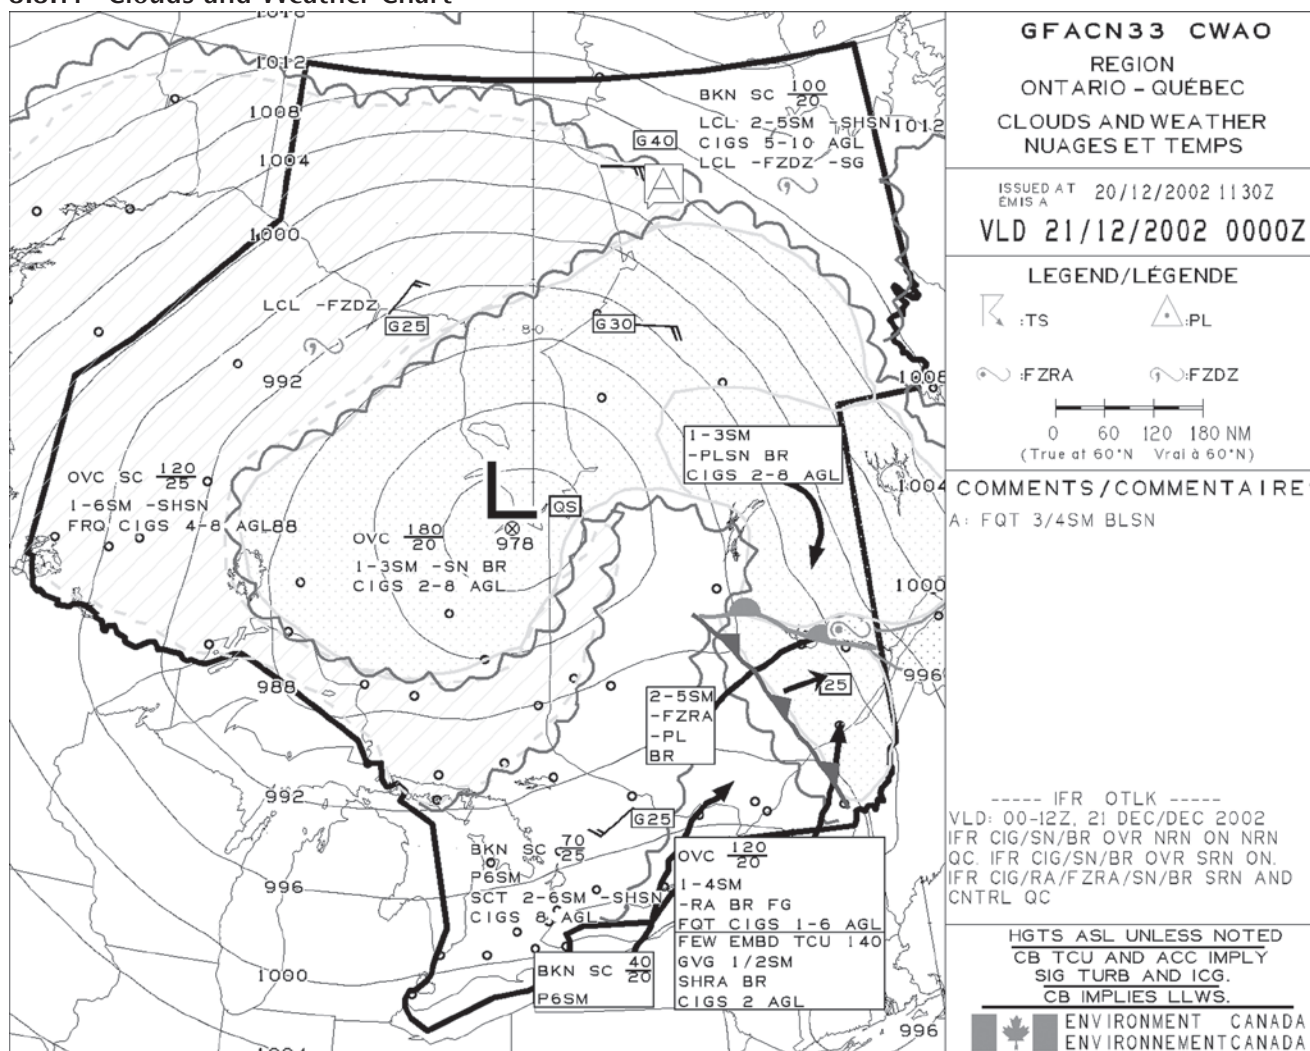 1018
1012
1008
1004
1000
992
BKN SC 100/20
LCL 2-5SM -SHSN
CIGS 5-10 AGL
LCL -FZDZ -SG
1012
G40
A
LCL -FZDZ
G25
80
G30
1008
1-3SM
-PLSN BR
CIGS 2-8 AGL
1004
OVC SC 120/25
1-6SM -SHSN
FRQ CIGS 4-8 AGL88
L
QS
978
OVC 180/20
1-3SM -SN BR
CIGS 2-8 AGL
1000
996
25
988
2-5SM
-FZRA
-PL
BR
992
G25
BKN SC 70/25
P6SM
SCT 2-6SM -SHSN
CIGS 8 AGL
996
OVC 120/20
1-4SM
-RA BR FG
FQT CIGS 1-6 AGL
FEW EMBD TCU 140
GVG 1/2SM
SHRA BR
CIGS 2 AGL
BKN SC 40/20
P6SM
1000
996
1004
GFACN33 CWAO
REGION
ONTARIO - QUÉBEC
CLOUDS AND WEATHER
NUAGES ET TEMPS
ISSUED AT 20/12/2002 1130Z
ÉMIS A
VLD 21/12/2002 0000Z
LEGEND/LÉGENDE
:TS :PL
:FZRA :FZDZ
0 60 120 180 NM
(True at 60°N Vrai à 60°N)
COMMENTS/COMMENTAIRE
A: FQT 3/4SM BLSN
----- IFR OTLK -----
VLD: 00-12Z, 21 DEC/DEC 2002
IFR CIG/SN/BR OVR NRN ON NRN
QC. IFR CIG/SN/BR OVR SRN ON.
IFR CIG/RA/FZRA/SN/BR SRN AND
CNTRL QC
HGTS ASL UNLESS NOTED
CB TCU AND ACC IMPLY
SIG TURB AND ICG.
CB IMPLIES LLWS.
ENVIRONMENT CANADA
ENVIRONNEMENT CANADA